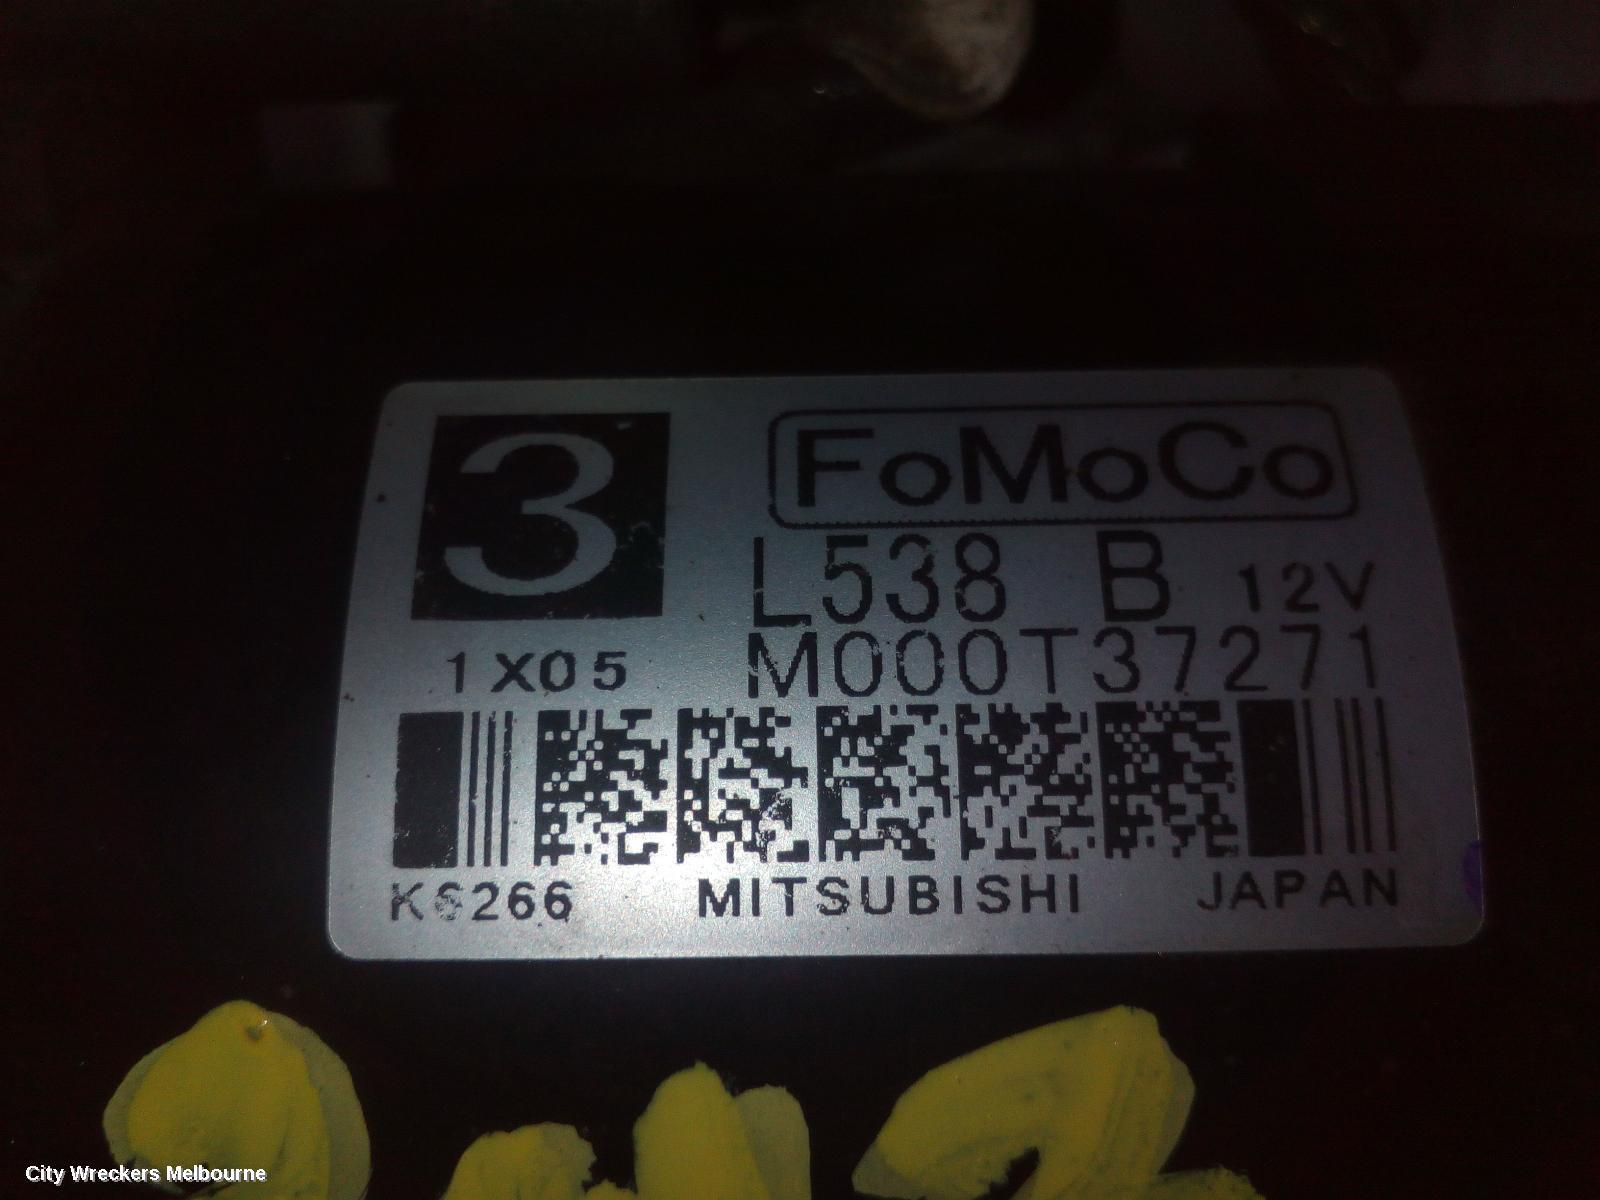 3
FoMoCo
L538 B 12V
1X05 M000T37271
K6266 MITSUBISHI JAPAN
City Wreckers Melbourne